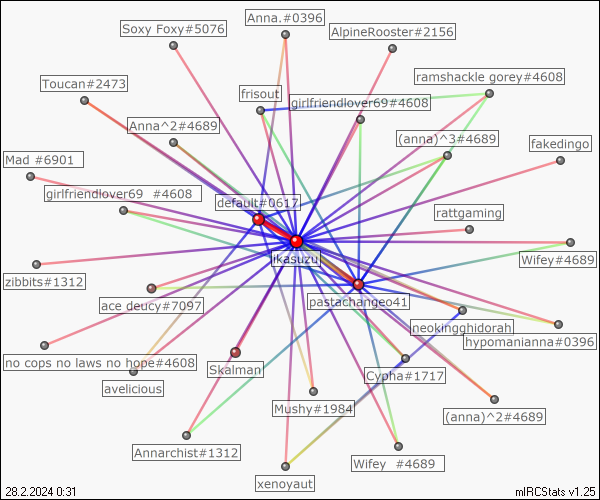 Anna.#0396
Soxy Foxy#5076
AlpineRooster#2156
ramshackle gorey#4608
Toucan#2473
frisout
girlfriendlover69#4608
Anna^2#4689
(anna)^3#4689
fakedingo
Mad #6901
girlfriendlover69 #4608
default#0617
rattgaming
likasuzu
Wifey#4689
zibbits#1312
ace deucy#7097
pastachangeo41
neokingghidorah
hypomanianna#0396
no cops no laws no hope#4608
Skalman
Cypha#1717
avelicious
Mushy#1984
(anna)^2#4689
Annarchist#1312
Wifey #4689
xenoyaut
28.2.2024 0:31
mIRCStats v1.25